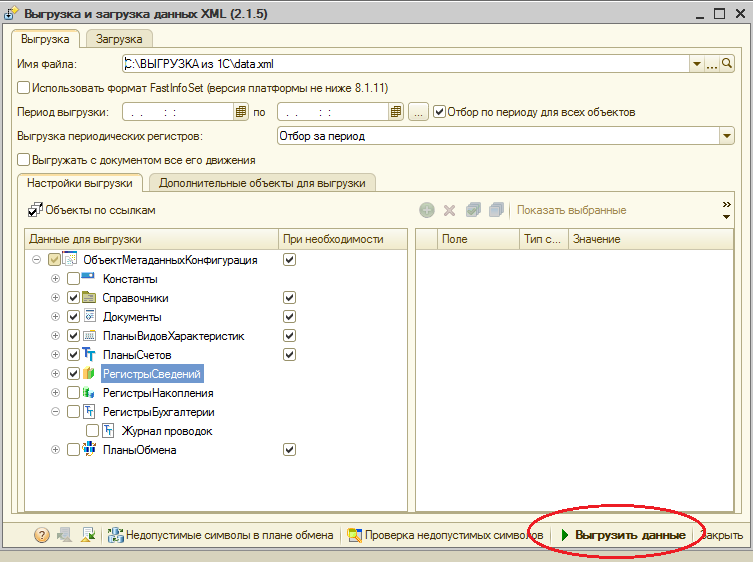 Выгрузка и загрузка данных XML (2.1.5)
Выгрузка Загрузка
Имя файла: C:\ВЫГРУЗКА из 1С\data.xml ...
Использовать формат FastInfoSet (версия платформы не ниже 8.1.11)
Период выгрузки: . . : : по . . : : ... Отбор по периоду для всех объектов
Выгрузка периодических регистров: Отбор за период
Выгружать с документом все его движения
Настройки выгрузки Дополнительные объекты для выгрузки
Объекты по ссылкам Показать выбранные
Данные для выгрузки При необходимости Поле Тип с... Значение
ОбъектМетаданныхКонфигурация
Константы
Справочники
Документы
ПланыВидовХарактеристик
ПланыСчетов
РегистрыСведений
РегистрыНакопления
РегистрыБухгалтерии
Журнал проводок
ПланыОбмена
Недопустимые символы в плане обмена Проверка недопустимых символов Выгрузить данные Закрыть